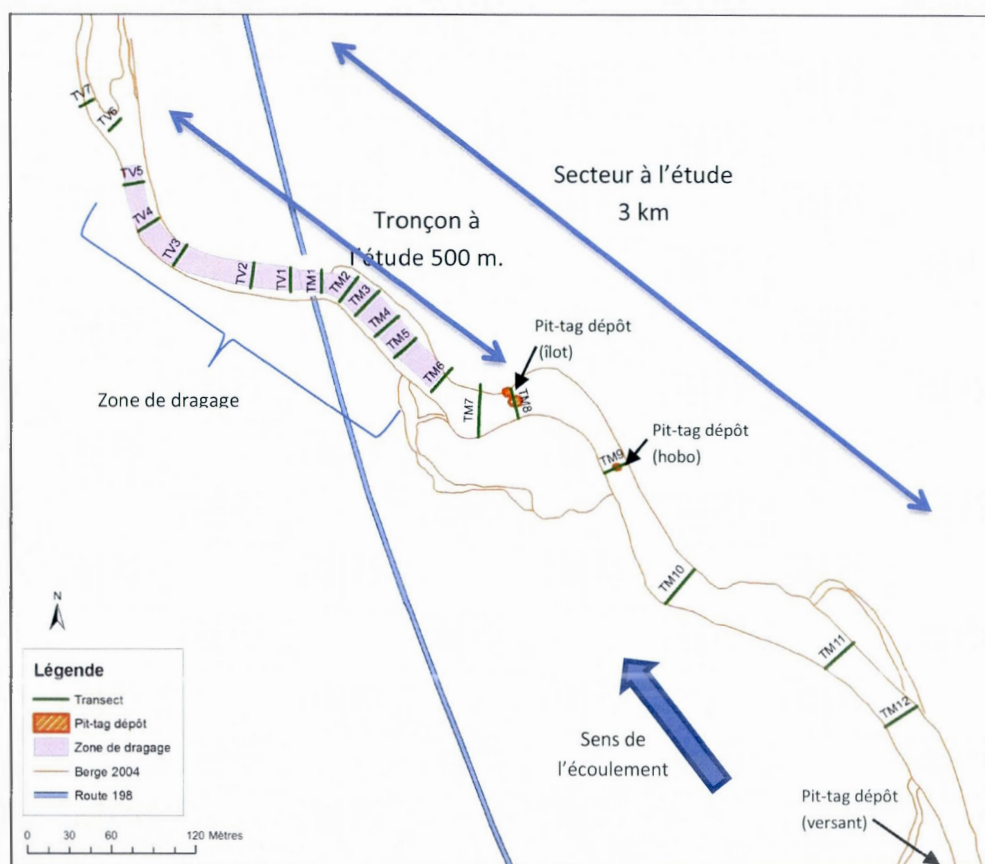 TV7
TV6
TV5
TV4
TV3
TV2
TV1
TM1
TM2
TM3
TM4
TM5
TM6
TM7
TM8
TM9
TM10
TM11
TM12
Secteur à l'étude
3 km
Tronçon à
l'étude 500 m.
Zone de dragage
Pit-tag dépôt
(îlot)
Pit-tag dépôt
(hobo)
Sens de
l'écoulement
Pit-tag dépôt
(versant)
N
Légende
Transect
Pit-tag dépôt
Zone de dragage
Berge 2004
Route 198
0 30 60 120 Mètres